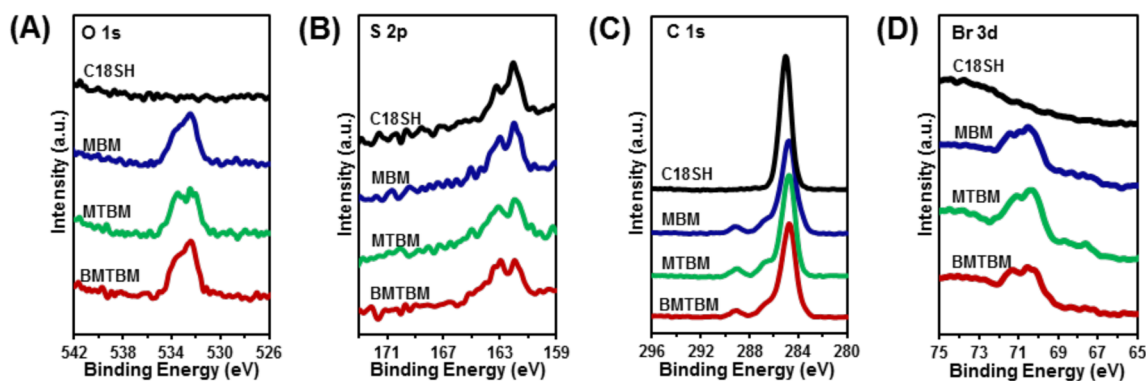 (A)
O 1s
C18SH
MBM
MTBM
BMTBM
Intensity (a.u.)
542 538 534 530 526
Binding Energy (eV)
(B)
S 2p
C18SH
MBM
MTBM
BMTBM
Intensity (a.u.)
171 167 163 159
Binding Energy (eV)
(C)
C 1s
C18SH
MBM
MTBM
BMTBM
Intensity (a.u.)
296 292 288 284 280
Binding Energy (eV)
(D)
Br 3d
C18SH
MBM
MTBM
BMTBM
Intensity (a.u.)
75 73 71 69 67 65
Binding Energy (eV)